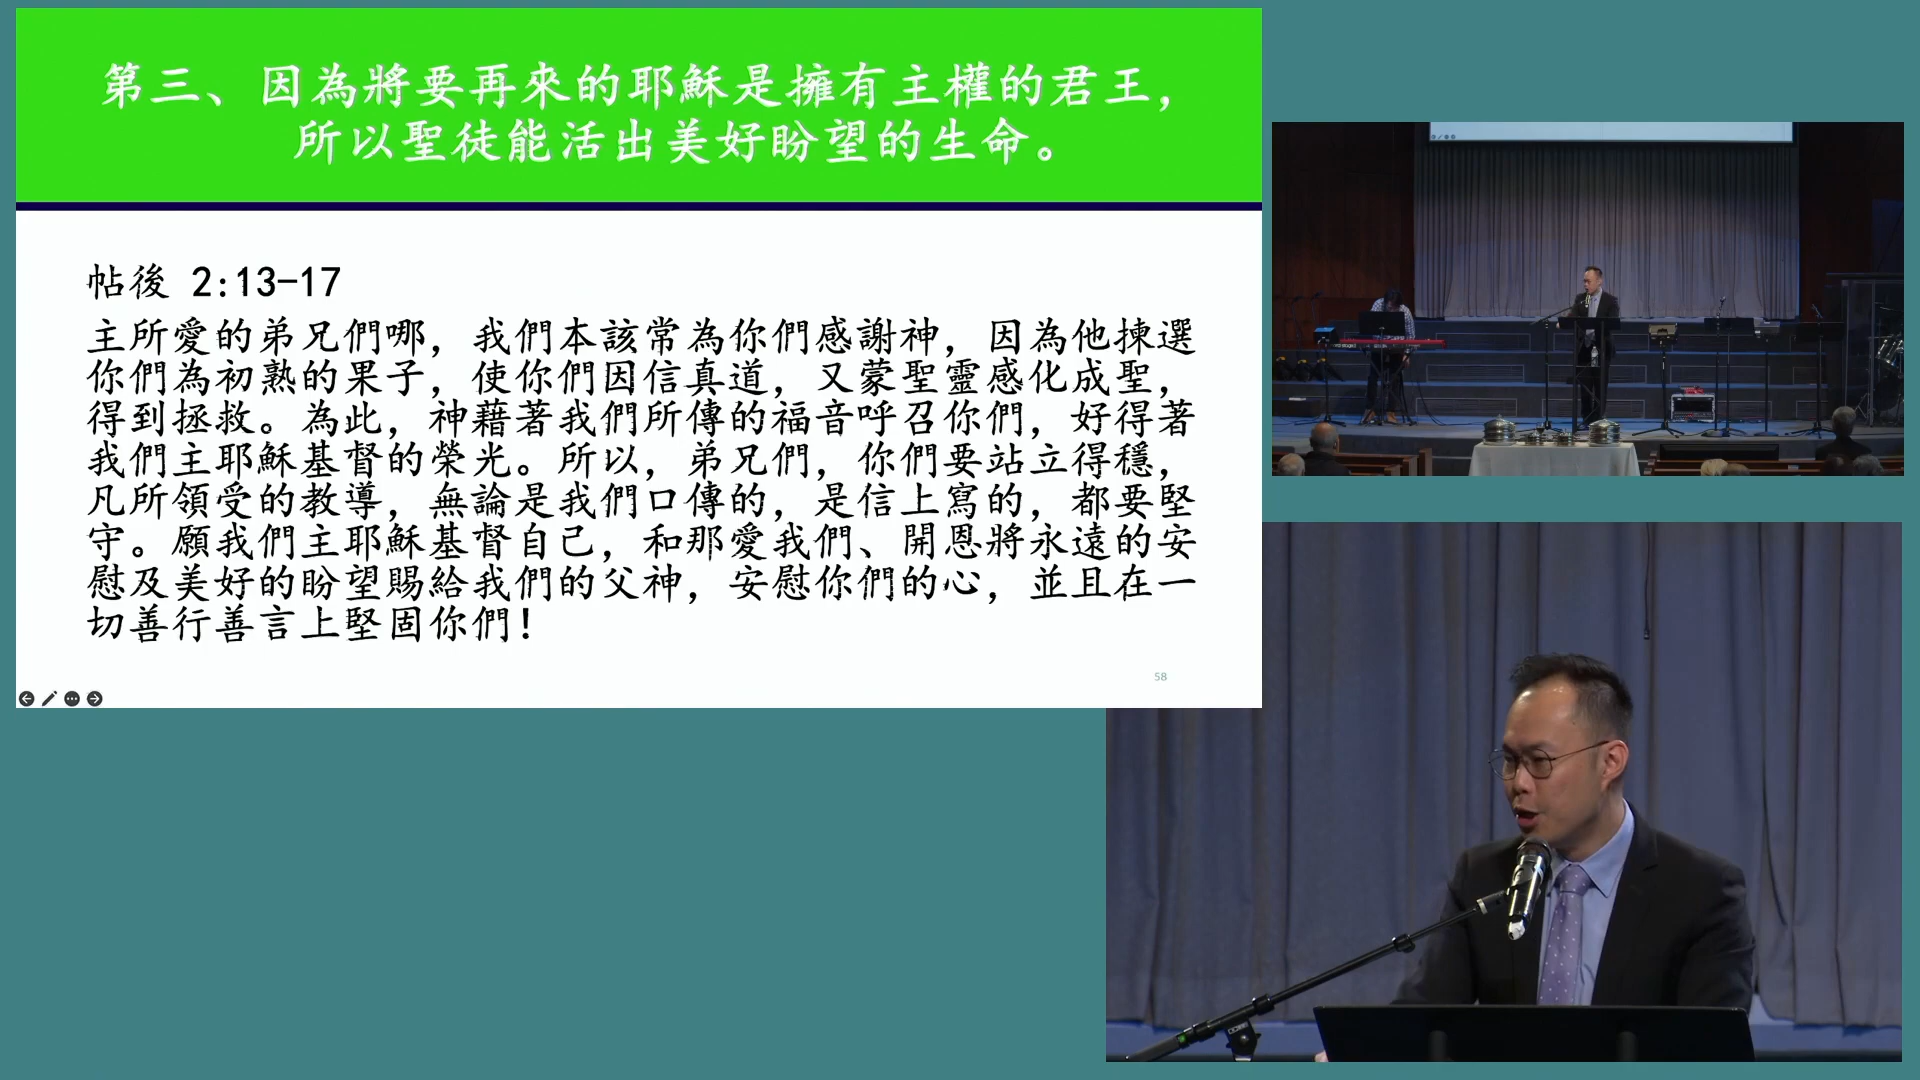 第三、因為將要再來的耶穌是擁有主權的君王，
所以聖徒能活出美好盼望的生命。
帖後 2:13-17
主所愛的弟兄們哪，我們本該常為你們感謝神，因為他揀選
你們為初熟的果子，使你們因信真道，又蒙聖靈感化成聖，
得到拯救。為此，神藉著我們所傳的福音呼召你們，好得著
我們主耶穌基督的榮光。所以，弟兄們，你們要站立得穩，
凡所領受的教導，無論是我們口傳的，是信上寫的，都要堅
守。願我們主耶穌基督自己，和那愛我們、開恩將永遠的安
慰及美好的盼望賜給我們的父神，安慰你們的心，並且在一
切善行善言上堅固你們！
58